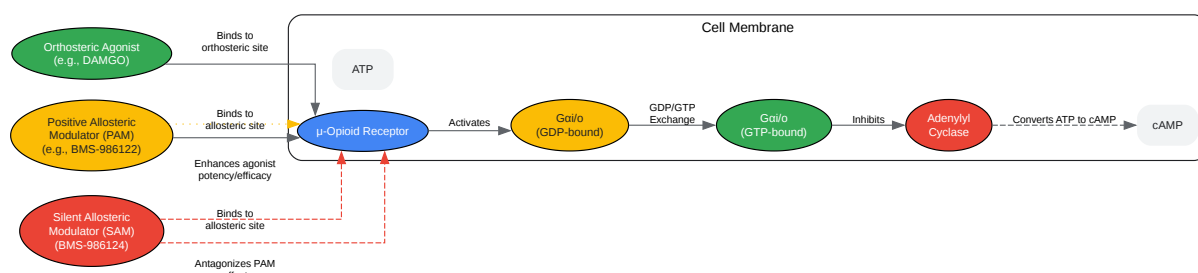 Cell Membrane
Orthosteric Agonist
(e.g., DAMGO)
Binds to
orthosteric site
ATP
Positive Allosteric
Modulator (PAM)
(e.g., BMS-986122)
Binds to
allosteric site
Enhances agonist
potency/efficacy
μ-Opioid Receptor
Activates
Gαi/o
(GDP-bound)
GDP/GTP
Exchange
Gαi/o
(GTP-bound)
Inhibits
Adenylyl
Cyclase
Converts ATP to cAMP
cAMP
Silent Allosteric
Modulator (SAM)
(BMS-986124)
Binds to
allosteric site
Antagonizes PAM